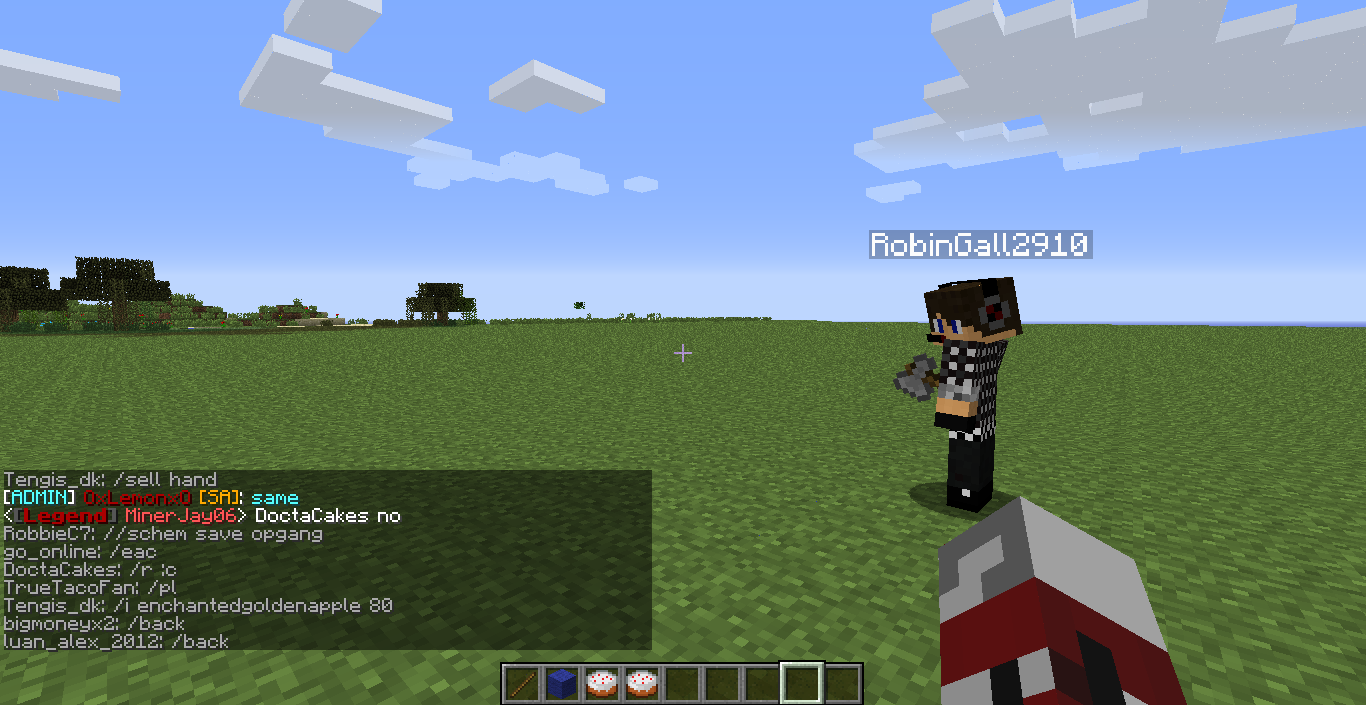 RobinGall2910
Tengis_dk: /sell hand
[ADMIN] OxLemonxO [SA]: same
<[Legend] MinerJay06> DoctaCakes no
RobbieC7: //schem save opgang
go_online: /eac
DoctaCakes: /r :c
TrueTacoFan: /pl
Tengis_dk: /i enchantedgoldenapple 80
bigmoneyx2: /back
luan_alex_2012: /back